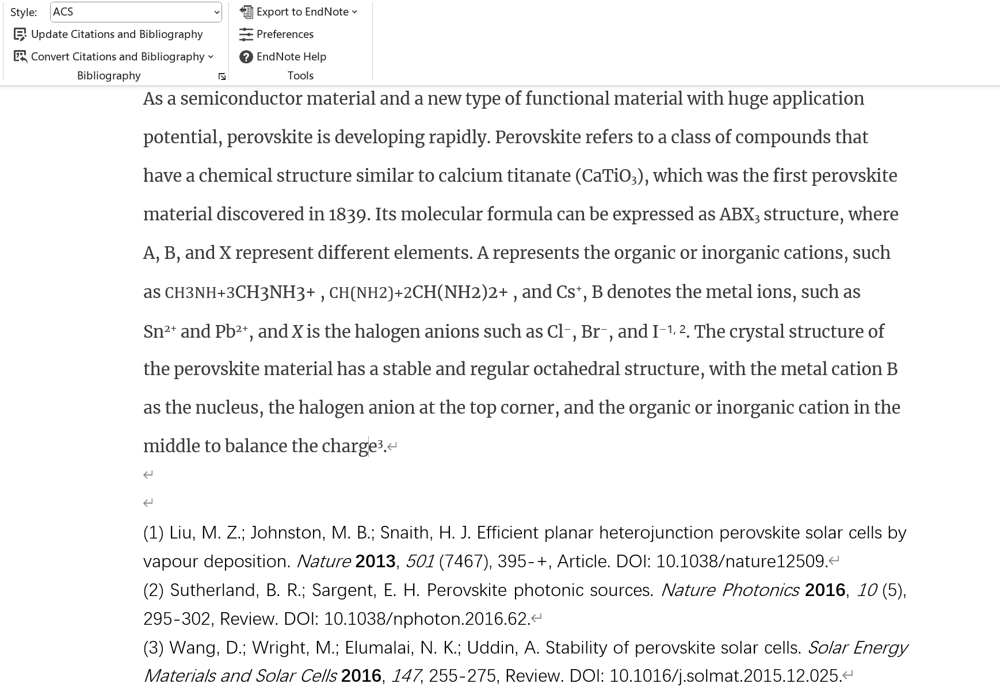 Style: ACS
Update Citations and Bibliography
Convert Citations and Bibliography
Bibliography
Export to EndNote
Preferences
EndNote Help
Tools
As a semiconductor material and a new type of functional material with huge application
potential, perovskite is developing rapidly. Perovskite refers to a class of compounds that
have a chemical structure similar to calcium titanate (CaTiO₃), which was the first perovskite
material discovered in 1839. Its molecular formula can be expressed as ABX₃ structure, where
A, B, and X represent different elements. A represents the organic or inorganic cations, such
as CH3NH+3CH3NH3+ , CH(NH2)+2CH(NH2)2+ , and Cs⁺, B denotes the metal ions, such as
Sn²⁺ and Pb²⁺, and X is the halogen anions such as Cl⁻, Br⁻, and I⁻¹, ². The crystal structure of
the perovskite material has a stable and regular octahedral structure, with the metal cation B
as the nucleus, the halogen anion at the top corner, and the organic or inorganic cation in the
middle to balance the charge³.
(1) Liu, M. Z.; Johnston, M. B.; Snaith, H. J. Efficient planar heterojunction perovskite solar cells by
vapour deposition. Nature 2013, 501 (7467), 395-+, Article. DOI: 10.1038/nature12509.
(2) Sutherland, B. R.; Sargent, E. H. Perovskite photonic sources. Nature Photonics 2016, 10 (5),
295-302, Review. DOI: 10.1038/nphoton.2016.62.
(3) Wang, D.; Wright, M.; Elumalai, N. K.; Uddin, A. Stability of perovskite solar cells. Solar Energy
Materials and Solar Cells 2016, 147, 255-275, Review. DOI: 10.1016/j.solmat.2015.12.025.